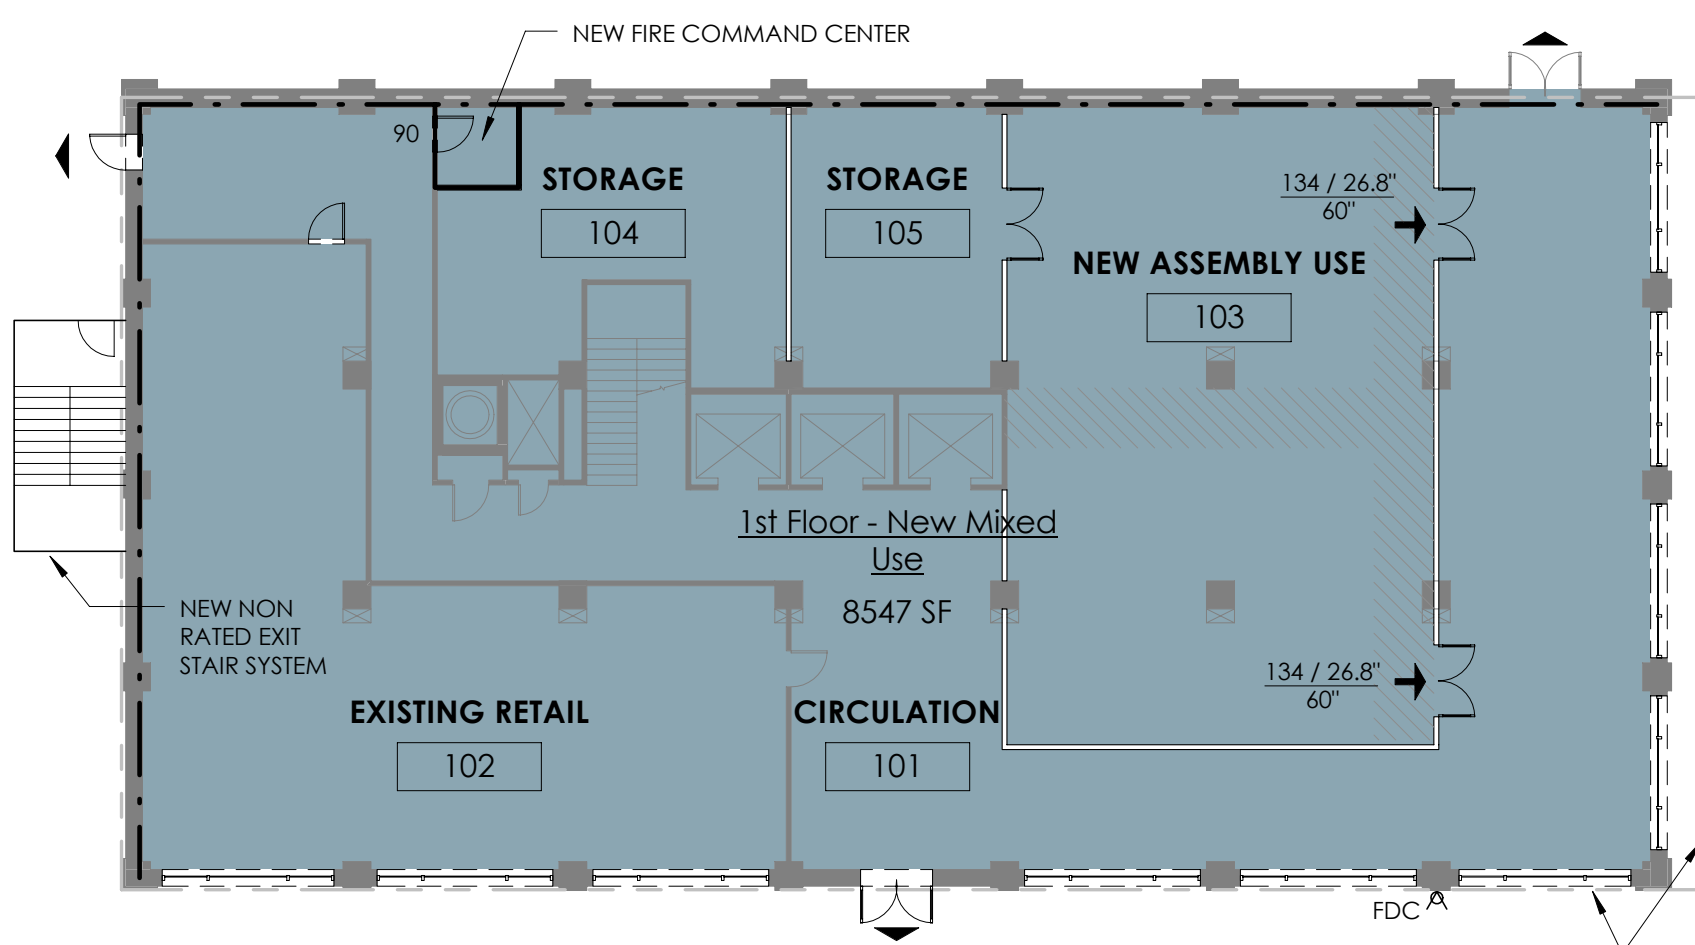 NEW FIRE COMMAND CENTER
90
STORAGE
104
STORAGE
105
134 / 26.8"
60"
NEW ASSEMBLY USE
103
1st Floor - New Mixed
Use
8547 SF
NEW NON
RATED EXIT
STAIR SYSTEM
134 / 26.8"
60"
EXISTING RETAIL
102
CIRCULATION
101
FDC